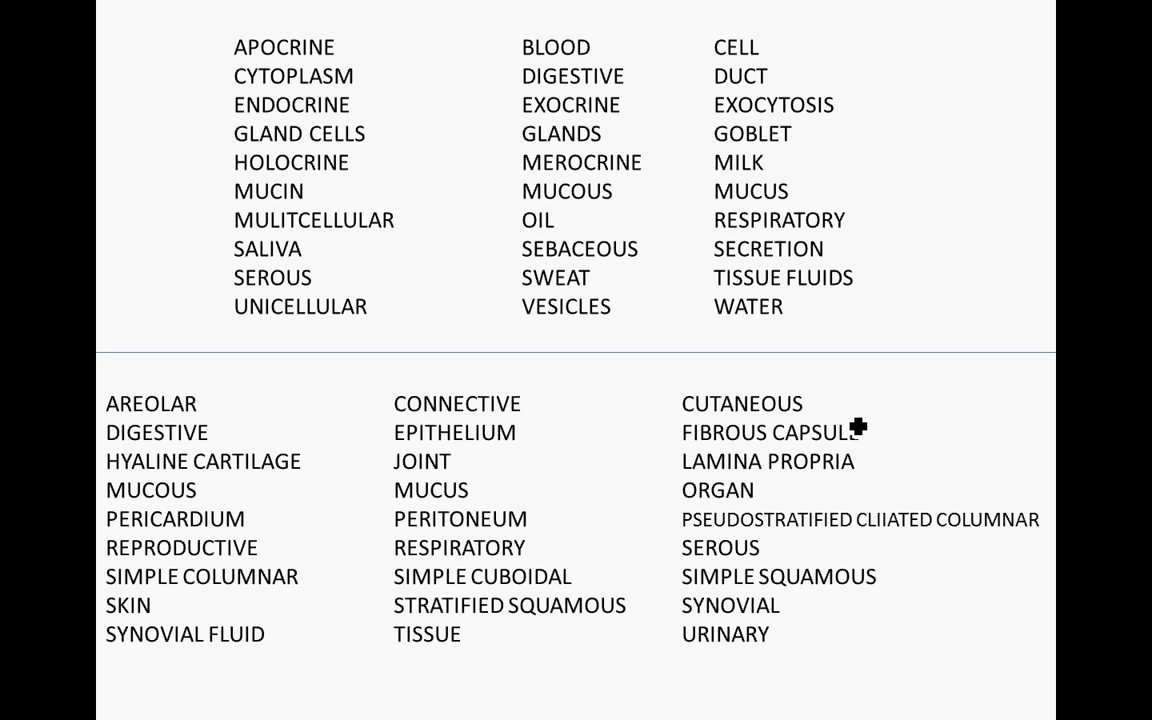 APOCRINE BLOOD CELL
CYTOPLASM DIGESTIVE DUCT
ENDOCRINE EXOCRINE EXOCYTOSIS
GLAND CELLS GLANDS GOBLET
HOLOCRINE MEROCRINE MILK
MUCIN MUCOUS MUCUS
MULITCELLULAR OIL RESPIRATORY
SALIVA SEBACEOUS SECRETION
SEROUS SWEAT TISSUE FLUIDS
UNICELLULAR VESICLES WATER
AREOLAR CONNECTIVE CUTANEOUS
DIGESTIVE EPITHELIUM FIBROUS CAPSULE
HYALINE CARTILAGE JOINT LAMINA PROPRIA
MUCOUS MUCUS ORGAN
PERICARDIUM PERITONEUM PSEUDOSTRATIFIED CLIIATED COLUMNAR
REPRODUCTIVE RESPIRATORY SEROUS
SIMPLE COLUMNAR SIMPLE CUBOIDAL SIMPLE SQUAMOUS
SKIN STRATIFIED SQUAMOUS SYNOVIAL
SYNOVIAL FLUID TISSUE URINARY